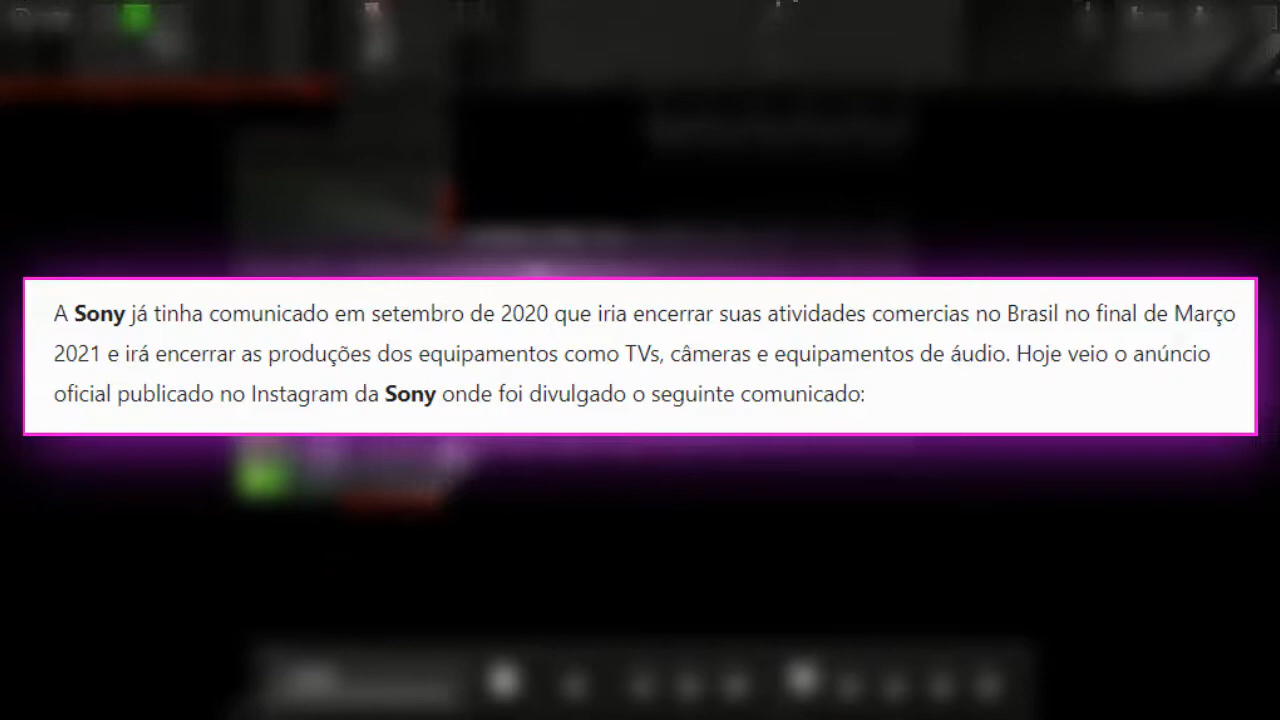 A Sony já tinha comunicado em setembro de 2020 que iria encerrar suas atividades comercias no Brasil no final de Março
2021 e irá encerrar as produções dos equipamentos como TVs, câmeras e equipamentos de áudio. Hoje veio o anúncio
oficial publicado no Instagram da Sony onde foi divulgado o seguinte comunicado: